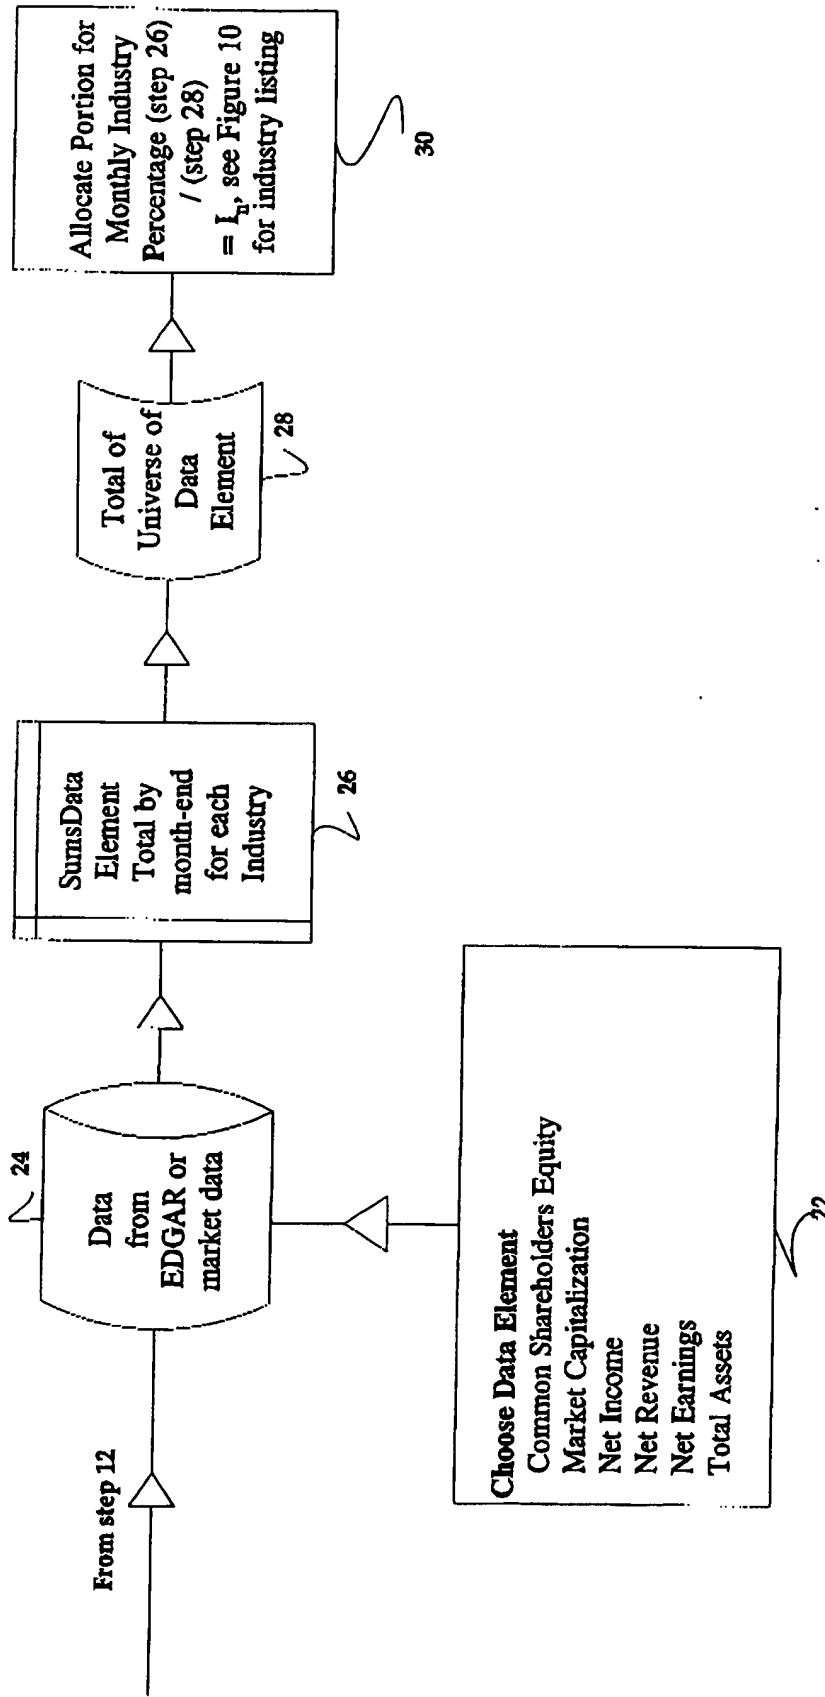 From step 12
24
Data
from
EDGAR or
market data
Choose Data Element
Common Shareholders Equity
Market Capitalization
Net Income
Net Revenue
Net Earnings
Total Assets
22
SumsData
Element
Total by
month-end
for each
Industry
26
Total of
Universe of
Data
Element
28
Allocate Portion for
Monthly Industry
Percentage (step 26)
/ (step 28)
= In, see Figure 10
for industry listing
30